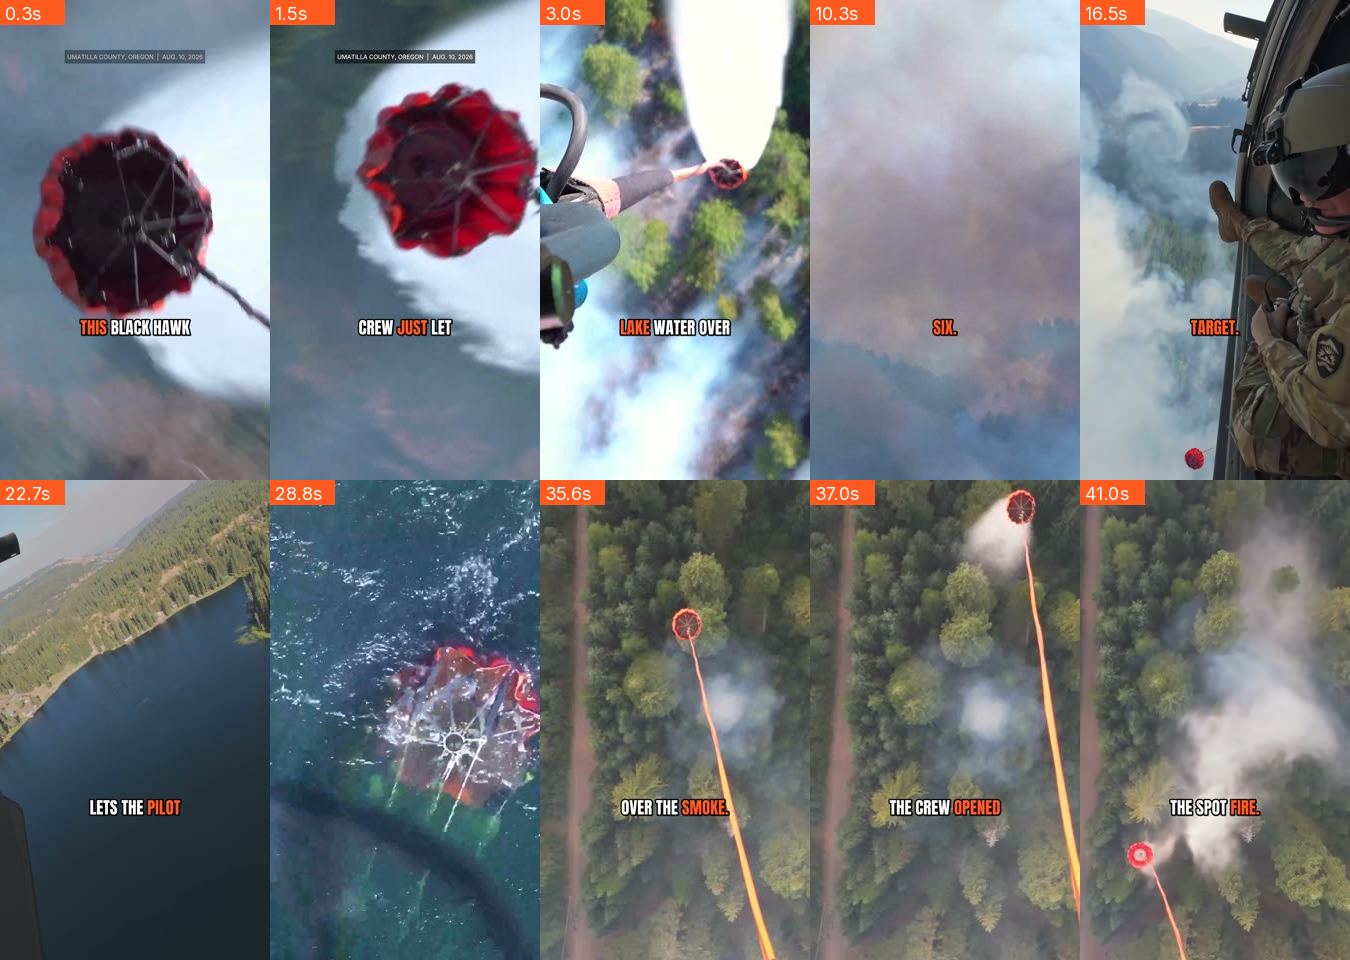 0.3s
UMATILLA COUNTY, OREGON | AUG. 10, 2026
THIS BLACK HAWK
1.5s
UMATILLA COUNTY, OREGON | AUG. 10, 2026
CREW JUST LET
3.0s
LAKE WATER OVER
10.3s
SIX.
16.5s
TARGET.
22.7s
LETS THE PILOT
28.8s
35.6s
OVER THE SMOKE.
37.0s
THE CREW OPENED
41.0s
THE SPOT FIRE.